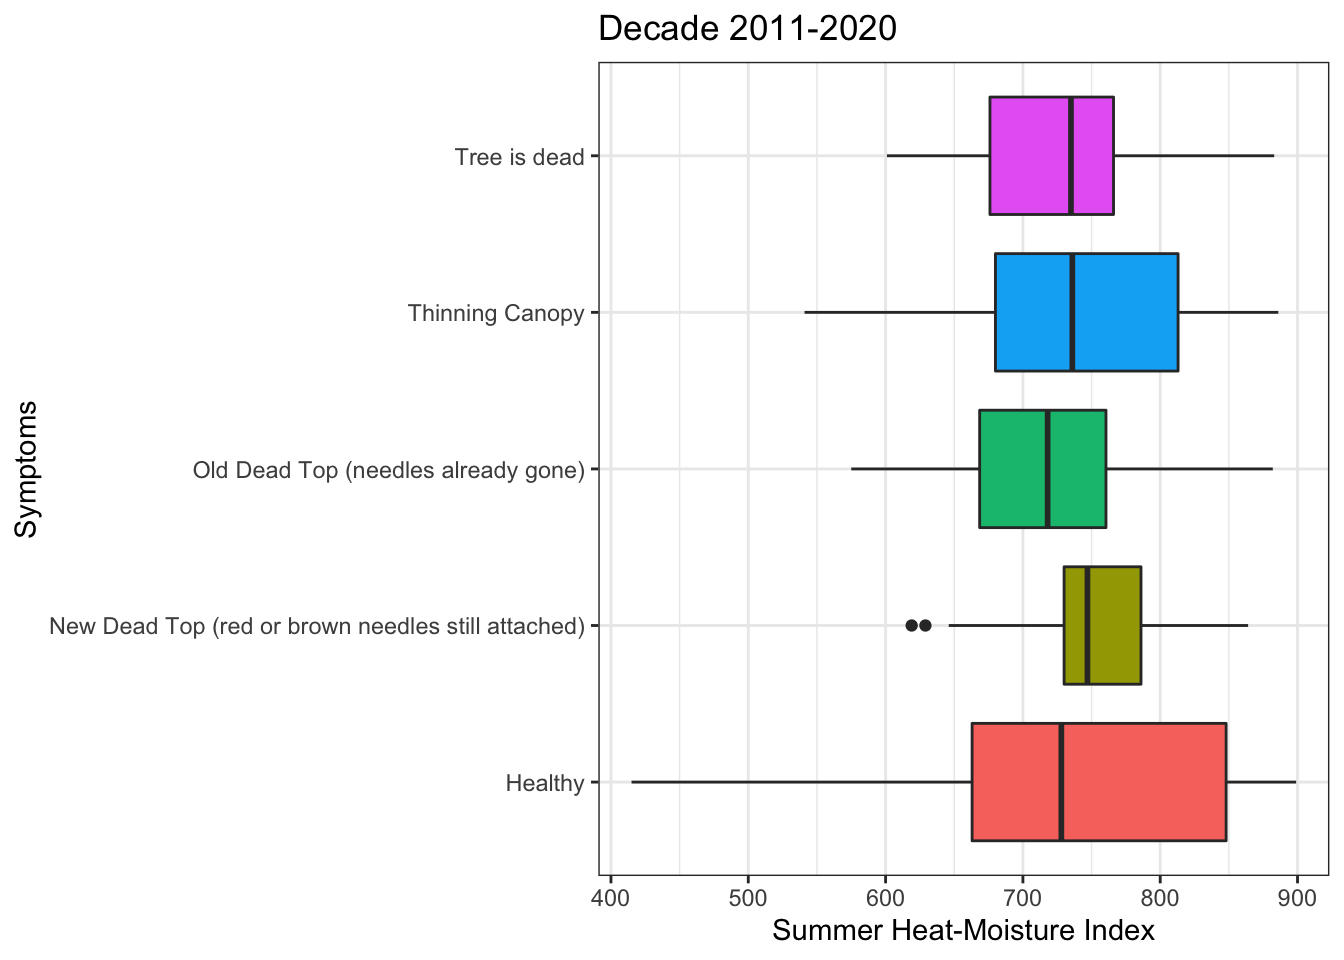 Decade 2011-2020
Symptoms
Tree is dead
Thinning Canopy
Old Dead Top (needles already gone)
New Dead Top (red or brown needles still attached)
Healthy
400 500 600 700 800 900
Summer Heat-Moisture Index